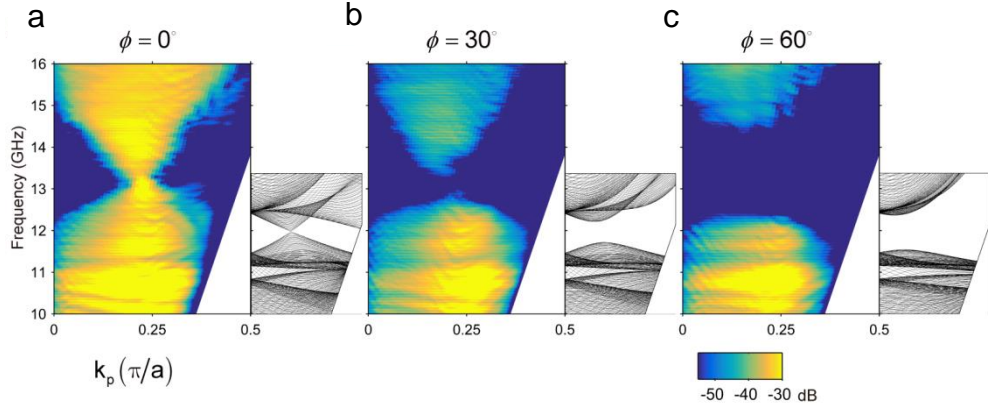 a
b
c
ϕ = 0°
ϕ = 30°
ϕ = 60°
Frequency (GHz)
16
15
14
13
12
11
10
0
0.25
0.5
0
0.25
0.5
0
0.25
0.5
k_p (π/a)
-50 -40 -30 dB